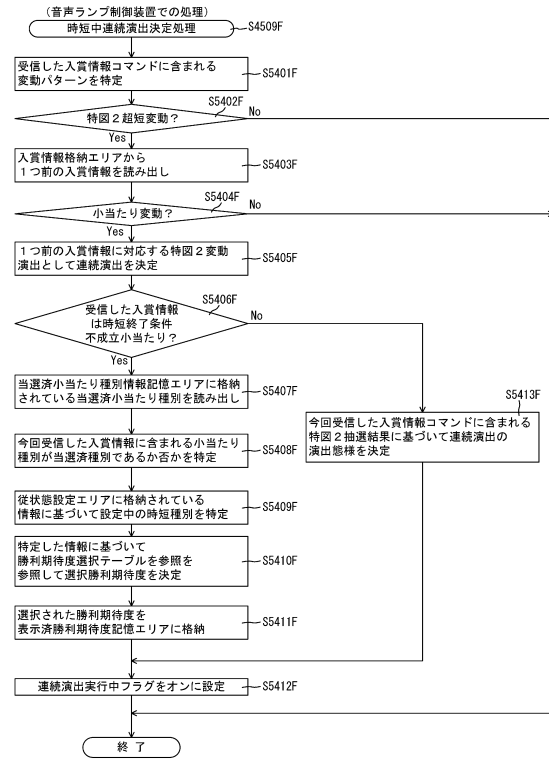 (音声ランプ制御装置での処理)
時短中連続演出決定処理
S4509F
受信した入賞情報コマンドに含まれる
変動パターンを特定
S5401F
S5402F
特図2超短変動?
No
Yes
入賞情報格納エリアから
1つ前の入賞情報を読み出し
S5403F
S5404F
小当たり変動?
No
Yes
1つ前の入賞情報に対応する特図2変動
演出として連続演出を決定
S5405F
S5406F
受信した入賞情報
は時短終了条件
不成立小当たり?
No
Yes
当選済小当たり種別情報記憶エリアに格納
されている当選済小当たり種別を読み出し
S5407F
S5413F
今回受信した入賞情報コマンドに含まれる
特図2抽選結果に基づいて連続演出の
演出態様を決定
今回受信した入賞情報に含まれる小当たり
種別が当選済種別であるか否かを特定
S5408F
従状態設定エリアに格納されている
情報に基づいて設定中の時短種別を特定
S5409F
特定した情報に基づいて
勝利期待度選択テーブルを参照を
参照して選択勝利期待度を決定
S5410F
選択された勝利期待度を
表示済勝利期待度記憶エリアに格納
S5411F
連続演出実行中フラグをオンに設定
S5412F
終了